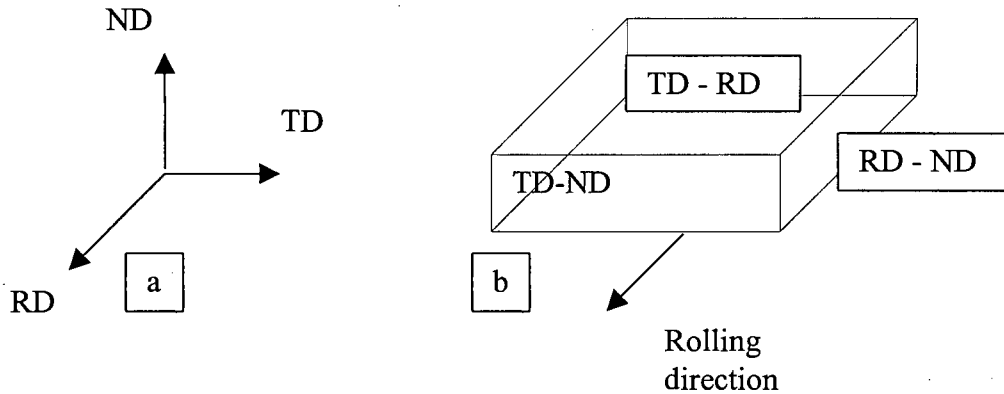 ND
TD
RD
a
TD - RD
RD - ND
TD-ND
b
Rolling
direction